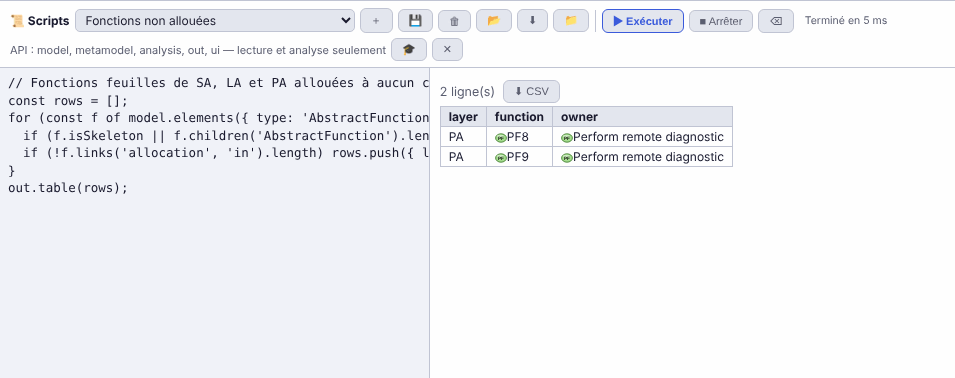 📜 Scripts Fonctions non allouées + ▶ Exécuter ■ Arrêter Terminé en 5 ms
API : model, metamodel, analysis, out, ui — lecture et analyse seulement
// Fonctions feuilles de SA, LA et PA allouées à aucun c
const rows = [];
for (const f of model.elements({ type: 'AbstractFunction
if (f.isSkeleton || f.children('AbstractFunction').len
if (!f.links('allocation', 'in').length) rows.push({ l
}
out.table(rows);
2 ligne(s) ⬇ CSV
layer function owner
PA PF8 Perform remote diagnostic
PA PF9 Perform remote diagnostic